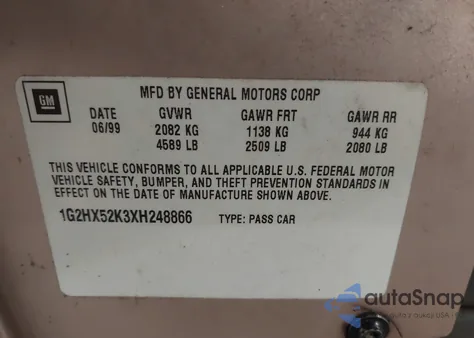 GM
MFD BY GENERAL MOTORS CORP
DATE GVWR GAWR FRT GAWR RR
06/99 2082 KG 1138 KG 944 KG
4589 LB 2509 LB 2080 LB
THIS VEHICLE CONFORMS TO ALL APPLICABLE U.S. FEDERAL MOTOR
VEHICLE SAFETY, BUMPER, AND THEFT PREVENTION STANDARDS IN
EFFECT ON THE DATE OF MANUFACTURE SHOWN ABOVE.
1G2HX52K3XH248866 TYPE: PASS CAR
autoSnap